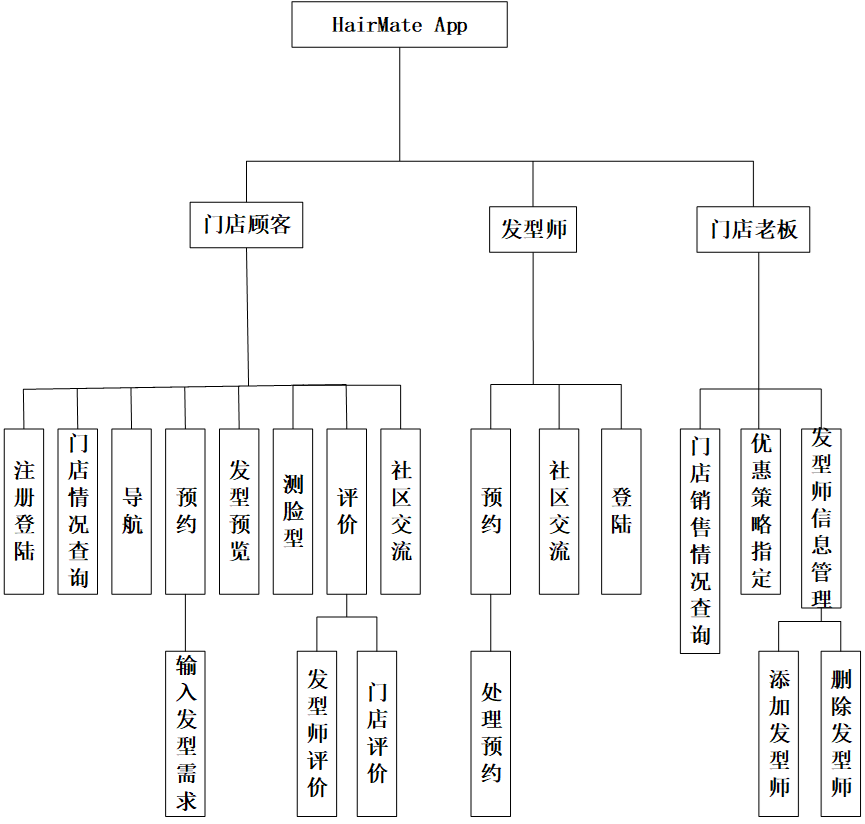 HairMate App
门店顾客
发型师
门店老板
注册登陆
门店情况查询
导航
预约
发型预览
测脸型
评价
社区交流
预约
社区交流
登陆
门店销售情况查询
优惠策略指定
发型师信息管理
输入发型需求
发型师评价
门店评价
处理预约
添加发型师
删除发型师